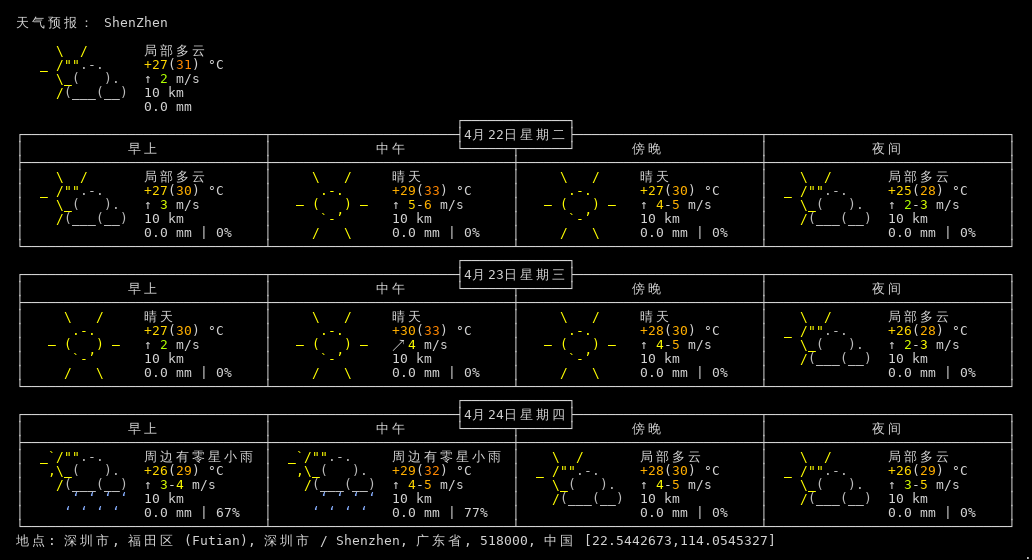 天气预报： ShenZhen
局部多云
+27(31) °C
↑ 2 m/s
10 km
0.0 mm
4月22日星期二
早上 中午 傍晚 夜间
局部多云 晴天 晴天 局部多云
+27(30) °C +29(33) °C +27(30) °C +25(28) °C
↑ 3 m/s ↑ 5-6 m/s ↑ 4-5 m/s ↑ 2-3 m/s
10 km 10 km 10 km 10 km
0.0 mm | 0% 0.0 mm | 0% 0.0 mm | 0% 0.0 mm | 0%
4月23日星期三
早上 中午 傍晚 夜间
晴天 晴天 晴天 局部多云
+27(30) °C +30(33) °C +28(30) °C +26(28) °C
↑ 2 m/s ↗ 4 m/s ↑ 4-5 m/s ↑ 2-3 m/s
10 km 10 km 10 km 10 km
0.0 mm | 0% 0.0 mm | 0% 0.0 mm | 0% 0.0 mm | 0%
4月24日星期四
早上 中午 傍晚 夜间
周边有零星小雨 周边有零星小雨 局部多云 局部多云
+26(29) °C +29(32) °C +28(30) °C +26(29) °C
↑ 3-4 m/s ↑ 4-5 m/s ↑ 4-5 m/s ↑ 3-5 m/s
10 km 10 km 10 km 10 km
0.0 mm | 67% 0.0 mm | 77% 0.0 mm | 0% 0.0 mm | 0%
地点: 深圳市, 福田区 (Futian), 深圳市 / Shenzhen, 广东省, 518000, 中国 [22.5442673,114.0545327]